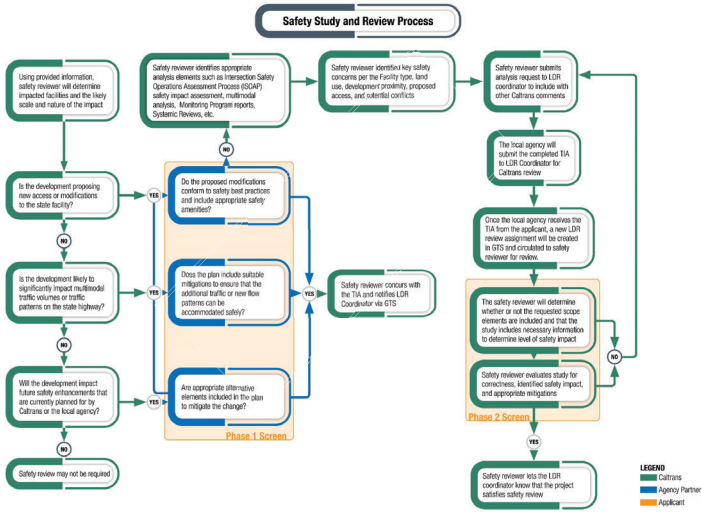 Safety Study and Review Process
Using provided information,
safety reviewer will determine
impacted facilities and the likely
scale and nature of the impact
Is the development proposing
new access or modifications
to the state facility?
YES
NO
Is the development likely to
significantly impact multimodal
traffic volumes or traffic
patterns on the state highway?
YES
NO
Will the development impact
future safety enhancements that
are currently planned for by
Caltrans or the local agency?
YES
NO
Safety review may not be required
Safety reviewer identifies appropriate
analysis elements such as Intersection Safety
Operations Assessment Process (ISOAP)
safety impact assessment, multimodal
analysis, Monitoring Program reports,
Systemic Reviews, etc.
NO
Do the proposed modifications
conform to safety best practices
and include appropriate safety
amenities?
Does the plan include suitable
mitigations to ensure that the
additional traffic or new flow
patterns can be
accommodated safely?
Are appropriate alternative
elements included in the plan
to mitigate the change?
Phase 1 Screen
YES
Safety reviewer concurs with
the TIA and notifies LDR
Coordinator via GTS
Safety reviewer identified key safety
concerns per the Facility type, land
use, development proximity, proposed
access, and potential conflicts
Safety reviewer submits
analysis request to LDR
coordinator to include with
other Caltrans comments
The local agency will
submit the completed TIA
to LDR Coordinator for
Caltrans review
Once the local agency receives the
TIA from the applicant, a new LDR
review assignment will be created
in GTS and circulated to safety
reviewer for review.
The safety reviewer will determine
whether or not the requested scope
elements are included and that the
study includes necessary information
to determine level of safety impact
NO
Safety reviewer evaluates study for
correctness, identified safety impact,
and appropriate mitigations
Phase 2 Screen
YES
Safety reviewer lets the LDR
coordinator know that the project
satisfies safety review
LEGEND
Caltrans
Agency Partner
Applicant